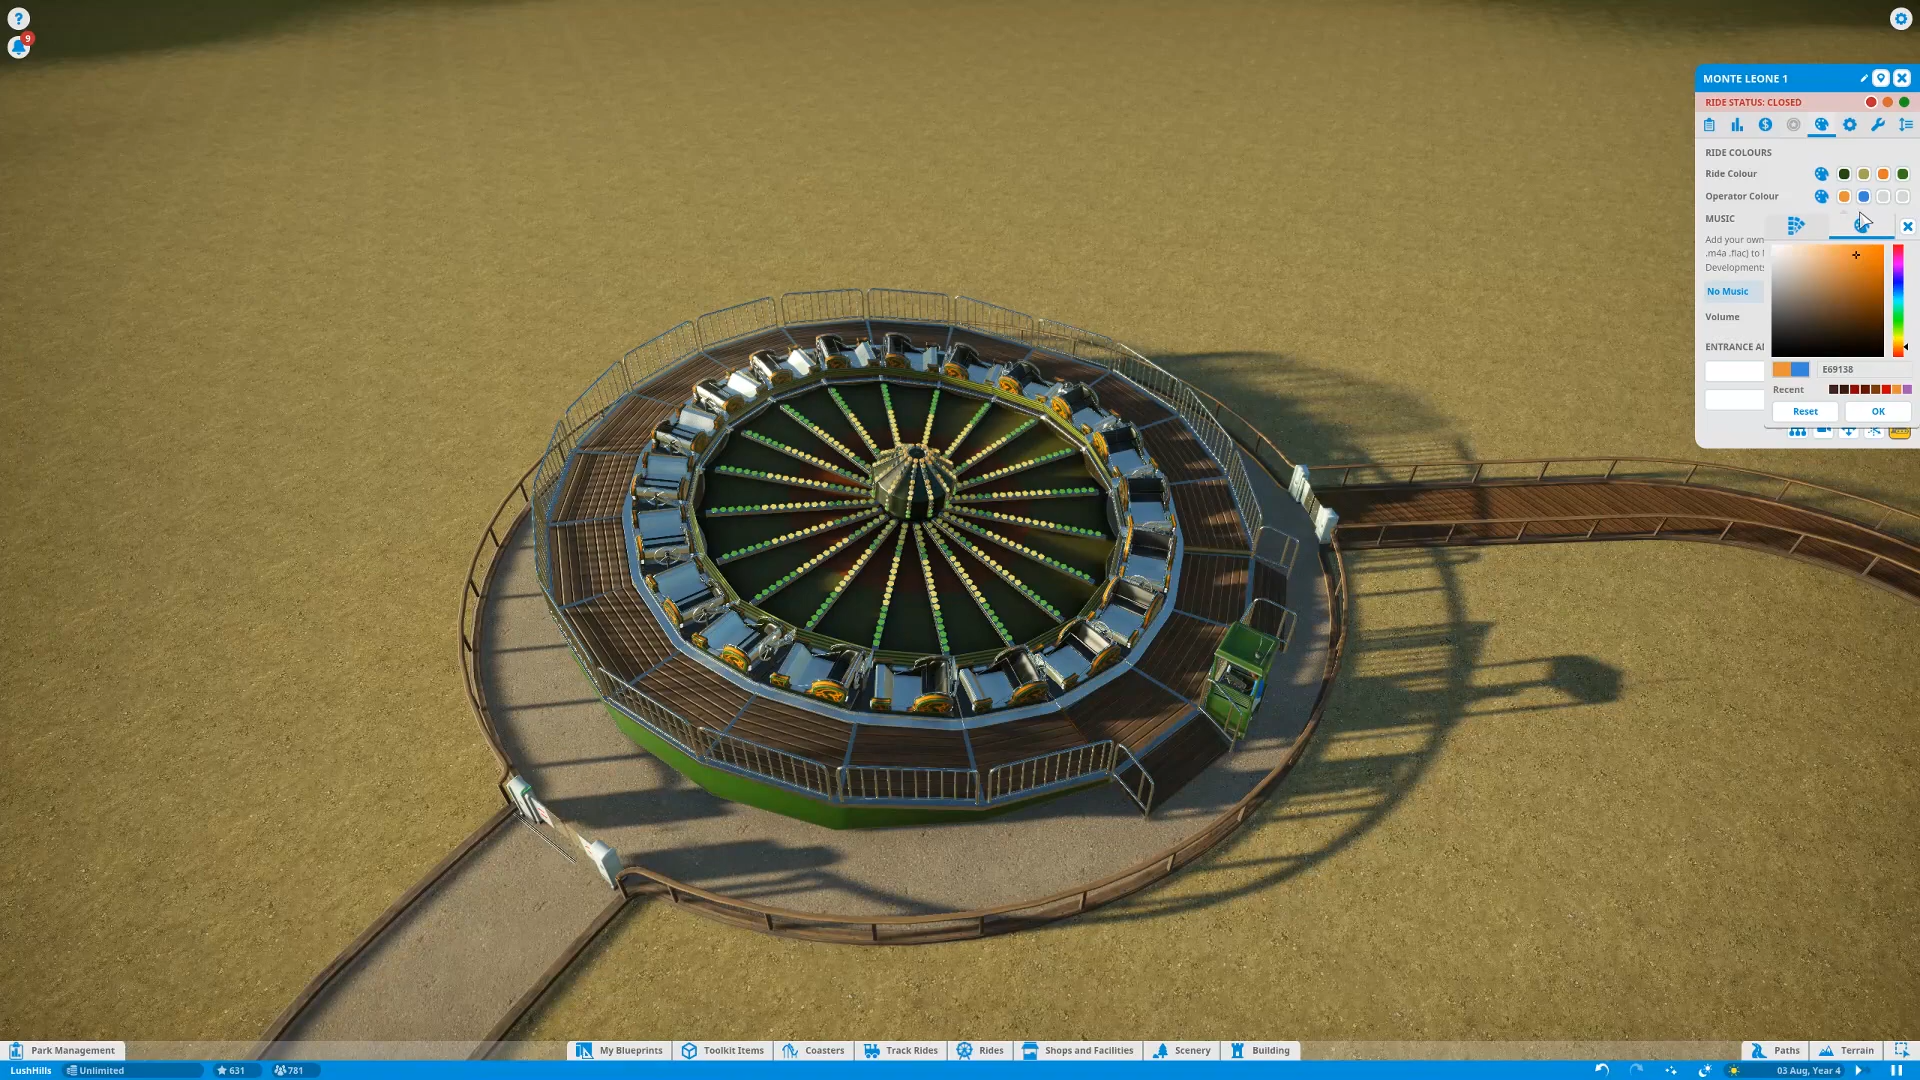 ?
9
MONTE LEONE 1
RIDE STATUS: CLOSED
RIDE COLOURS
Ride Colour
Operator Colour
MUSIC
Add your own
.m4a .flac) to
Developments
No Music
Volume
ENTRANCE A
E69138
Recent
Reset
OK
Park Management
My Blueprints
Toolkit Items
Coasters
Track Rides
Rides
Shops and Facilities
Scenery
Building
Paths
Terrain
LushHills
Unlimited
631
781
03 Aug, Year 4